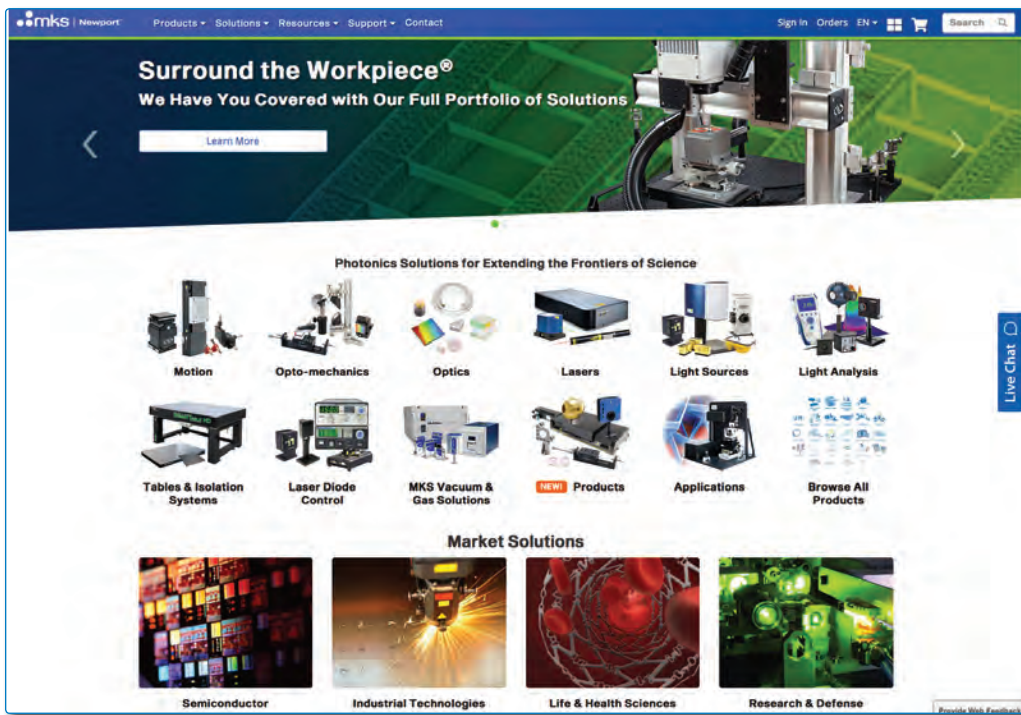 mks | Newport
Products Solutions Resources Support Contact
Sign In Orders EN
Search
Surround the Workpiece®
We Have You Covered with Our Full Portfolio of Solutions
Learn More
Photonics Solutions for Extending the Frontiers of Science
Motion
Opto-mechanics
Optics
Lasers
Light Sources
Light Analysis
Live Chat
Tables & Isolation
Systems
Laser Diode
Control
MKS Vacuum &
Gas Solutions
NEW! Products
Applications
Browse All
Products
Market Solutions
Semiconductor
Industrial Technologies
Life & Health Sciences
Research & Defense
Provide Web Feedback